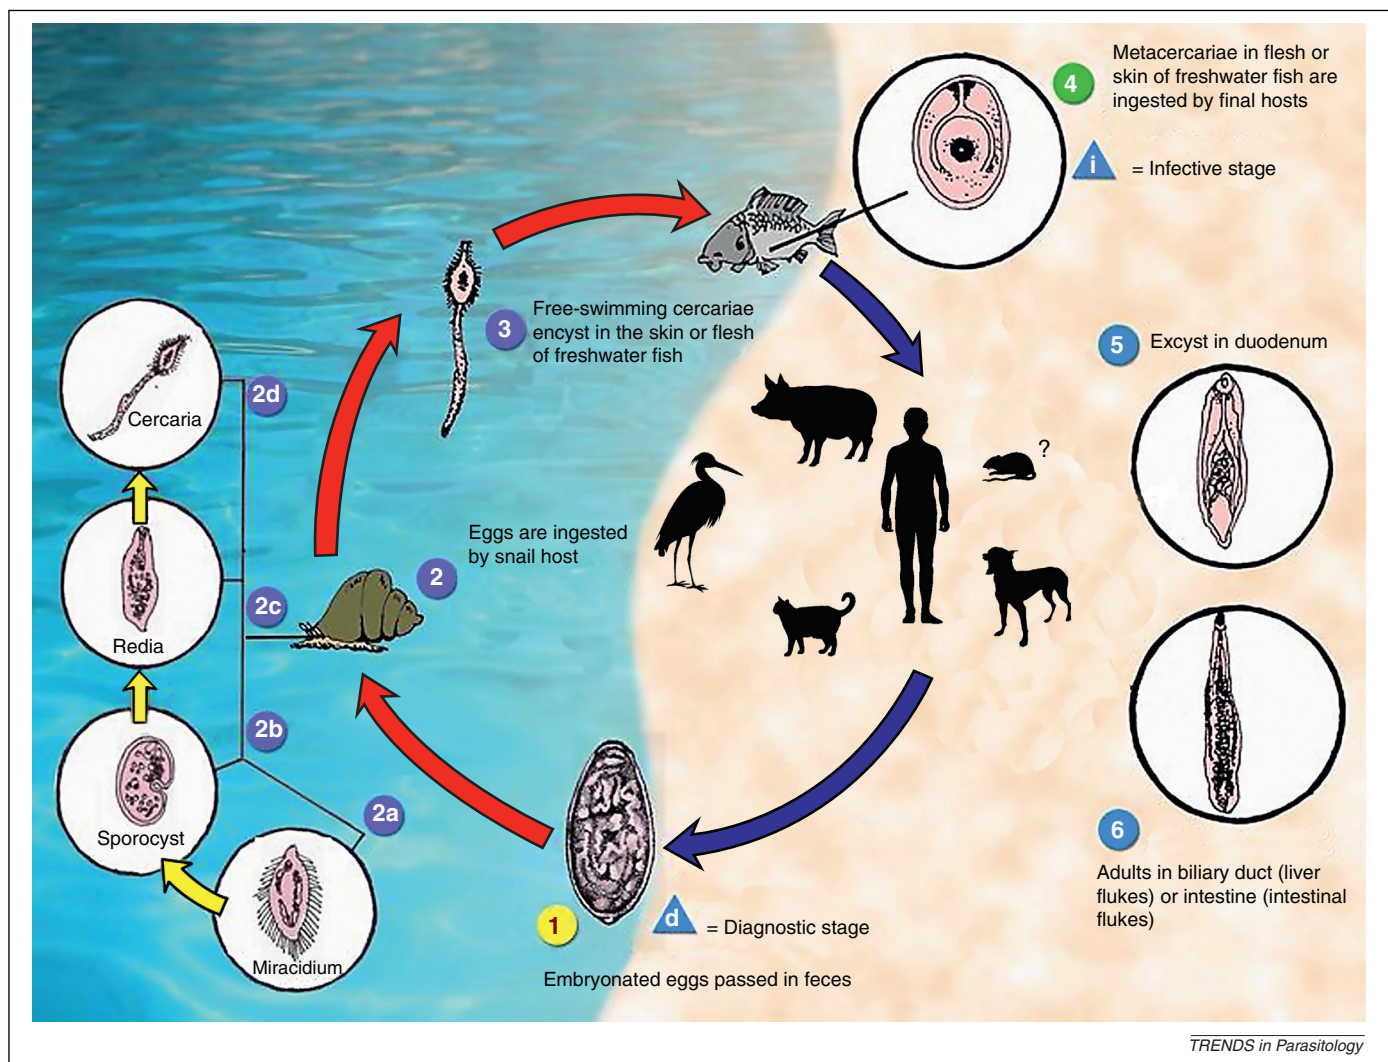 4
Metacercariae in flesh or
skin of freshwater fish are
ingested by final hosts
i
= Infective stage
3
Free-swimming cercariae
encyst in the skin or flesh
of freshwater fish
5
Excyst in duodenum
2d
Cercaria
?
2
Eggs are ingested
by snail host
2c
Redia
2b
Sporocyst
2a
Miracidium
6
Adults in biliary duct (liver
flukes) or intestine (intestinal
flukes)
1
d
= Diagnostic stage
Embryonated eggs passed in feces
TRENDS in Parasitology